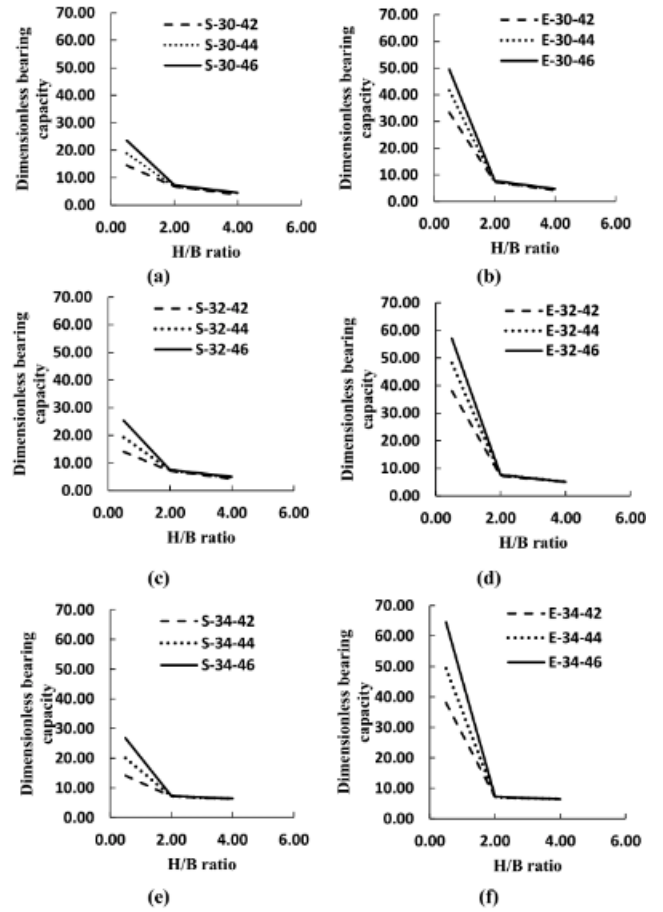 Dimensionless bearing
capacity
70.00
60.00
50.00
40.00
30.00
20.00
10.00
0.00
S-30-42
S-30-44
S-30-46
0.00 2.00 4.00 6.00
H/B ratio
(a)
Dimensionless bearing
capacity
70.00
60.00
50.00
40.00
30.00
20.00
10.00
0.00
E-30-42
E-30-44
E-30-46
0.00 2.00 4.00 6.00
H/B ratio
(b)
Dimensionless bearing
capacity
70.00
60.00
50.00
40.00
30.00
20.00
10.00
0.00
S-32-42
S-32-44
S-32-46
0.00 2.00 4.00 6.00
H/B ratio
(c)
Dimensionless bearing
capacity
70.00
60.00
50.00
40.00
30.00
20.00
10.00
0.00
E-32-42
E-32-44
E-32-46
0.00 2.00 4.00 6.00
H/B ratio
(d)
Dimensionless bearing
capacity
70.00
60.00
50.00
40.00
30.00
20.00
10.00
0.00
S-34-42
S-34-44
S-34-46
0.00 2.00 4.00 6.00
H/B ratio
(e)
Dimensionless bearing
capacity
70.00
60.00
50.00
40.00
30.00
20.00
10.00
0.00
E-34-42
E-34-44
E-34-46
0.00 2.00 4.00 6.00
H/B ratio
(f)